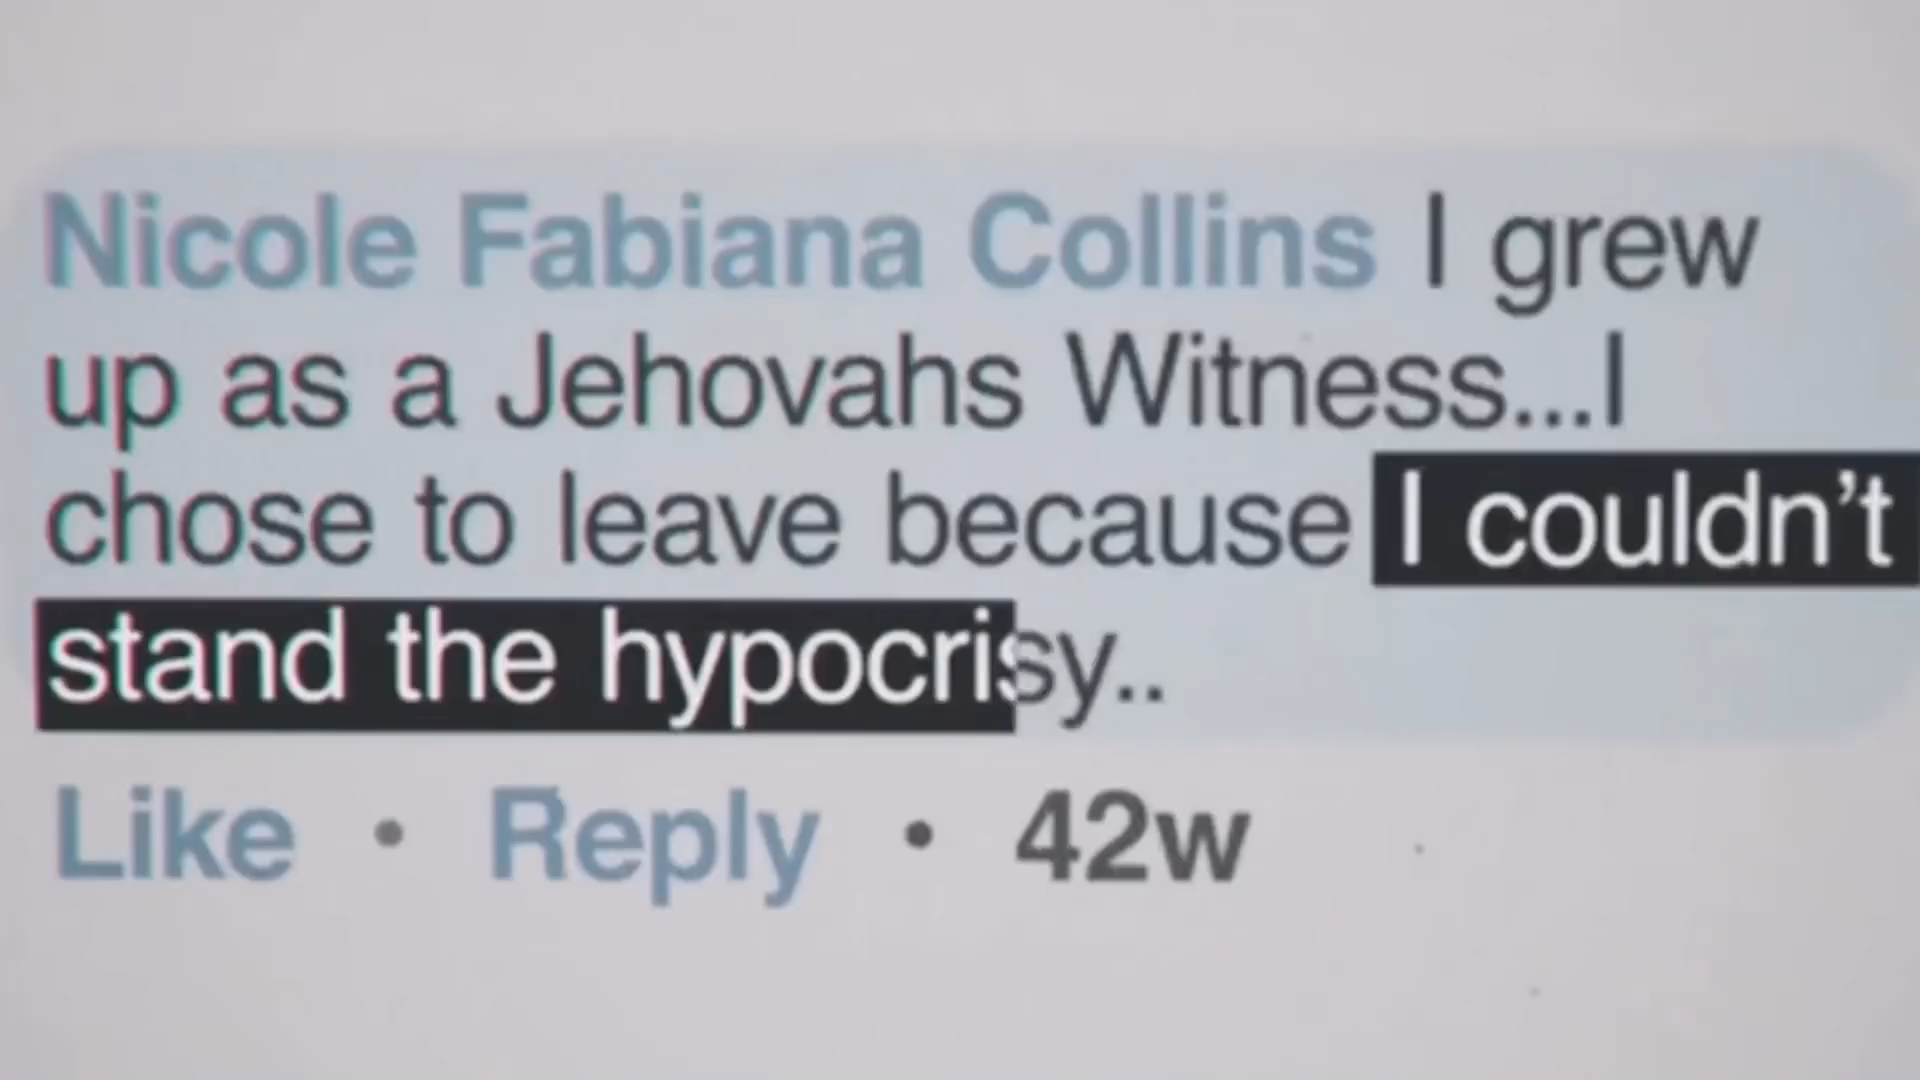 Nicole Fabiana Collins I grew
up as a Jehovahs Witness...I
chose to leave because I couldn't
stand the hypocrisy..
Like • Reply • 42w